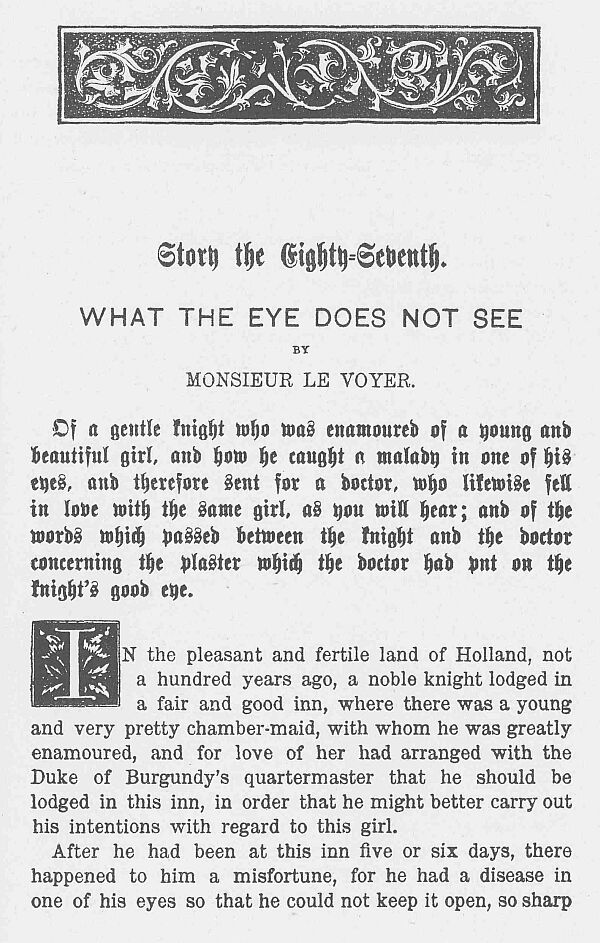 Story the Eighty-Seventh.
WHAT THE EYE DOES NOT SEE
BY
MONSIEUR LE VOYER.
Of a gentle knight who was enamoured of a young and
beautiful girl, and how he caught a malady in one of his
eyes, and therefore sent for a doctor, who likewise fell
in love with the same girl, as you will hear; and of the
words which passed between the knight and the doctor
concerning the plaster which the doctor had pnt on the
knight's good eye.
IN the pleasant and fertile land of Holland, not
a hundred years ago, a noble knight lodged in
a fair and good inn, where there was a young
and very pretty chamber-maid, with whom he was greatly
enamoured, and for love of her had arranged with the
Duke of Burgundy's quartermaster that he should be
lodged in this inn, in order that he might better carry out
his intentions with regard to this girl.
After he had been at this inn five or six days, there
happened to him a misfortune, for he had a disease in
one of his eyes so that he could not keep it open, so sharp